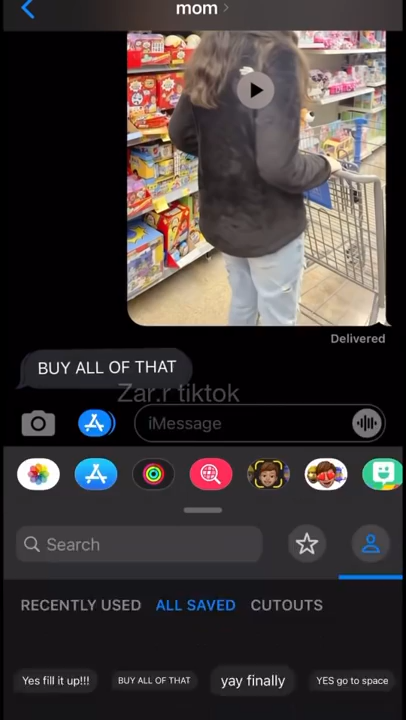 mom
Delivered
BUY ALL OF THAT
Zar.r tiktok
iMessage
Search
RECENTLY USED ALL SAVED CUTOUTS
Yes fill it up!!! BUY ALL OF THAT yay finally YES go to space